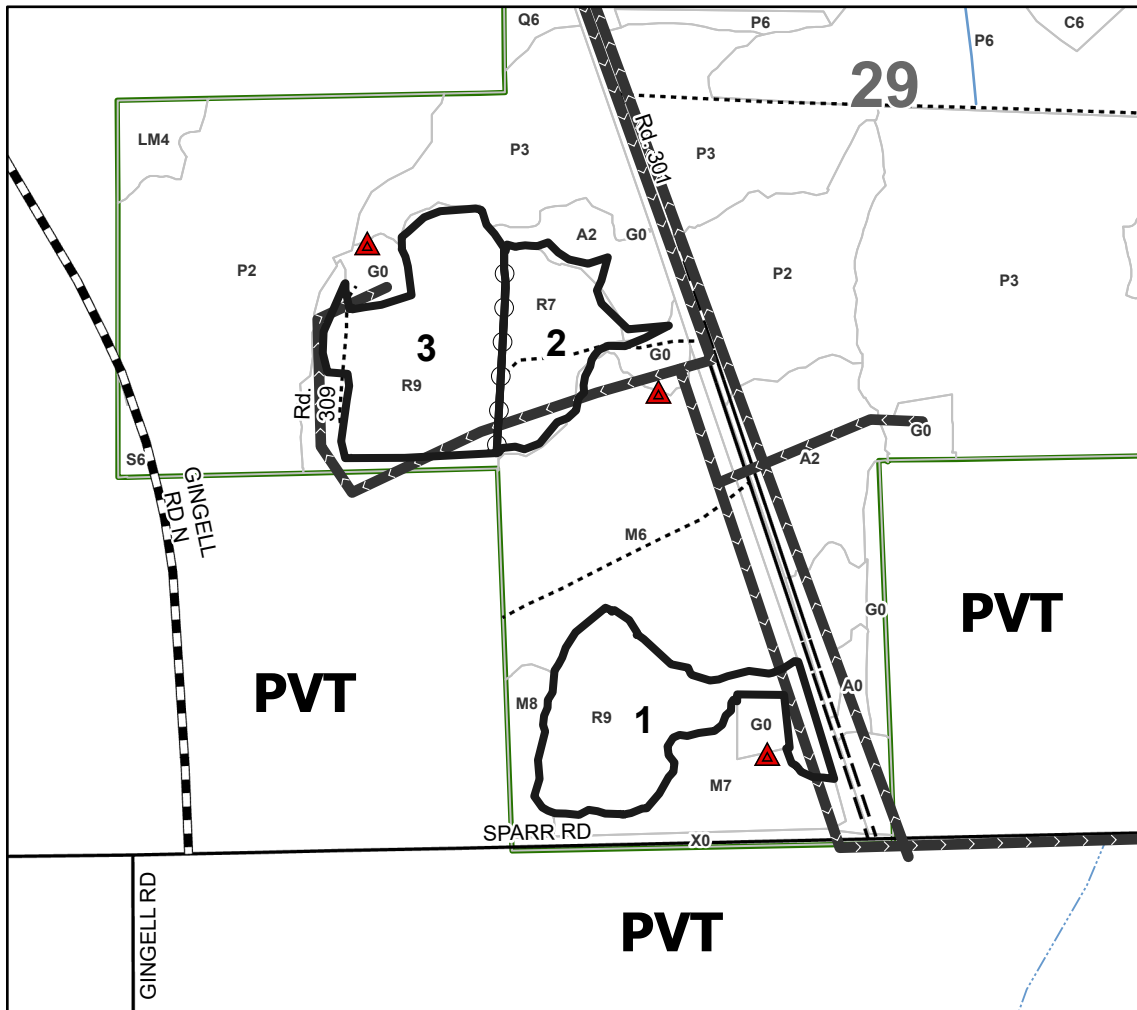 Q6
P6
C6
P6
29
LM4
P3
Rd. 301
P3
A2
G0
P2
G0
P2
P3
R7
3
2
G0
R9
Rd.
309
G0
S6
A2
GINGELL
RD N
M6
G0
PVT
PVT
M8
R9
1
A0
G0
M7
SPARR RD
X0
GINGELL RD
PVT